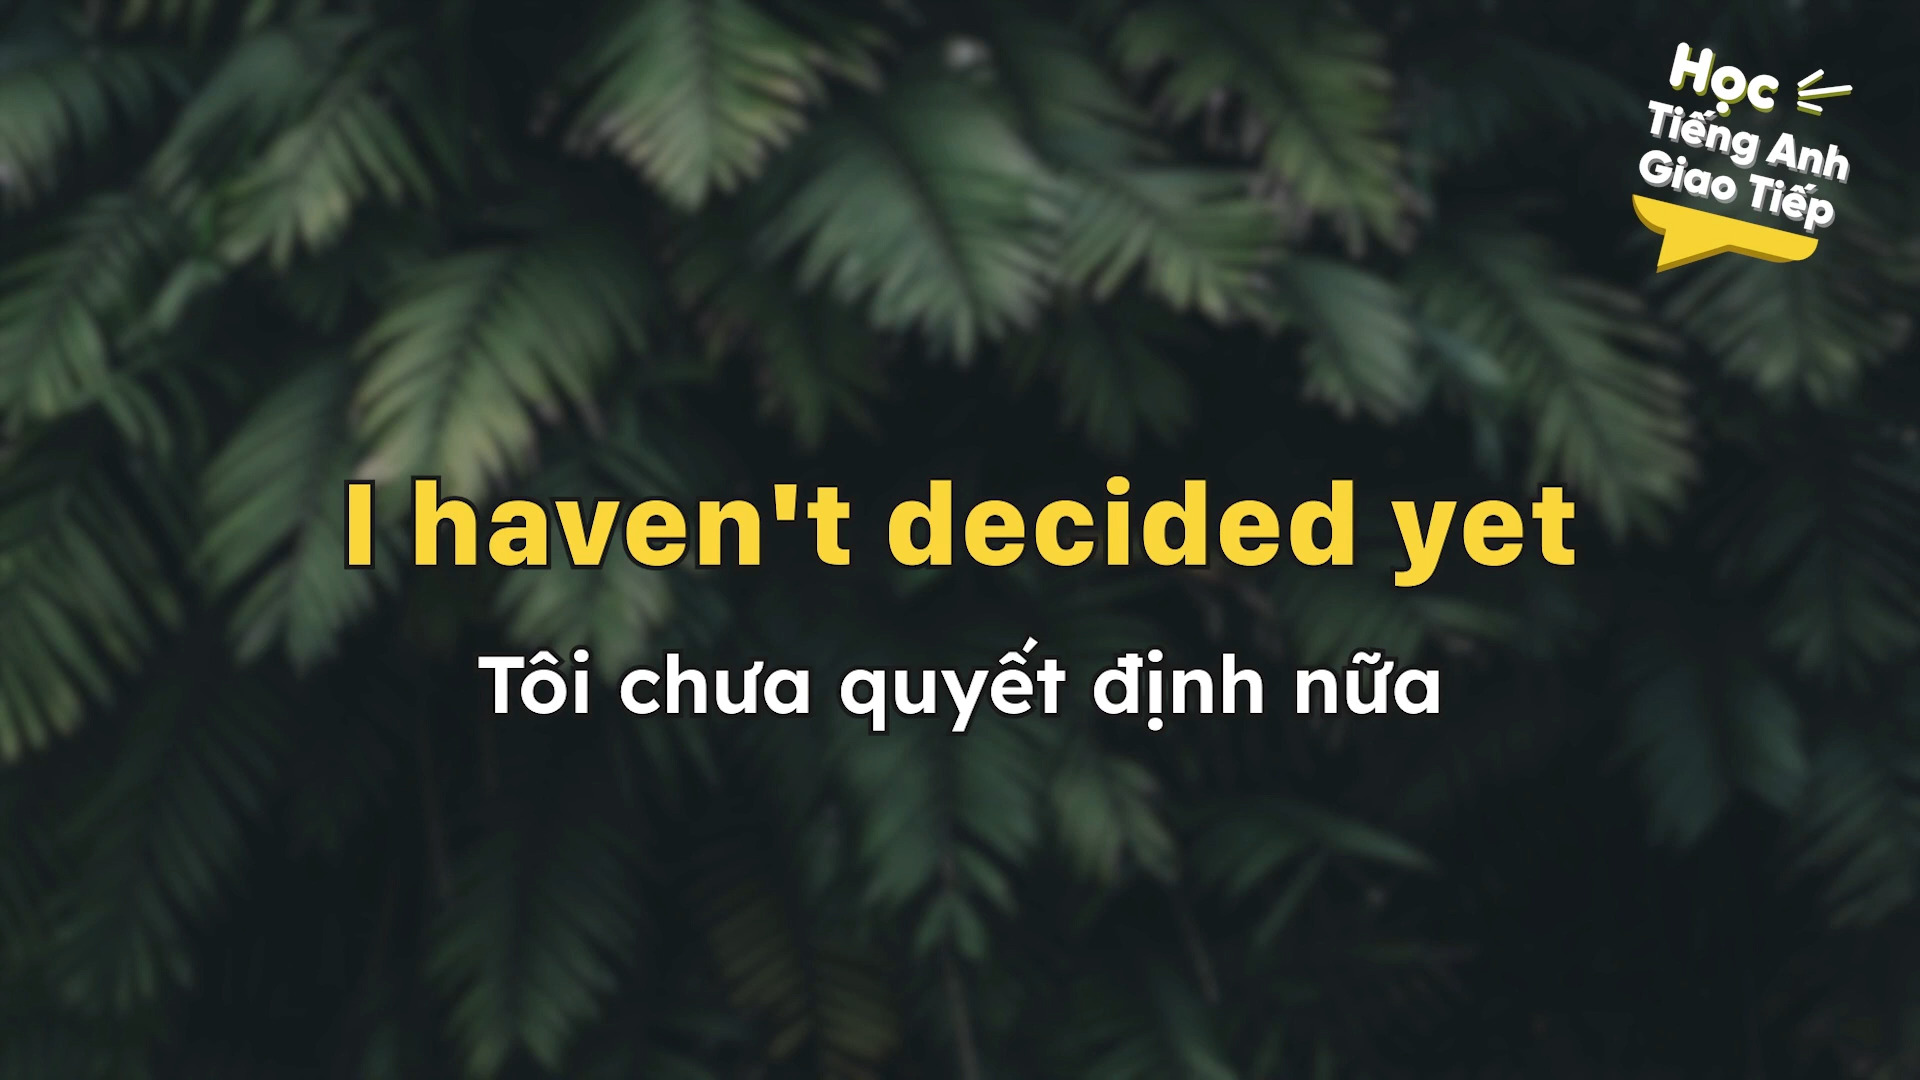 Học
Tiếng Anh
Giao Tiếp
I haven't decided yet
Tôi chưa quyết định nữa